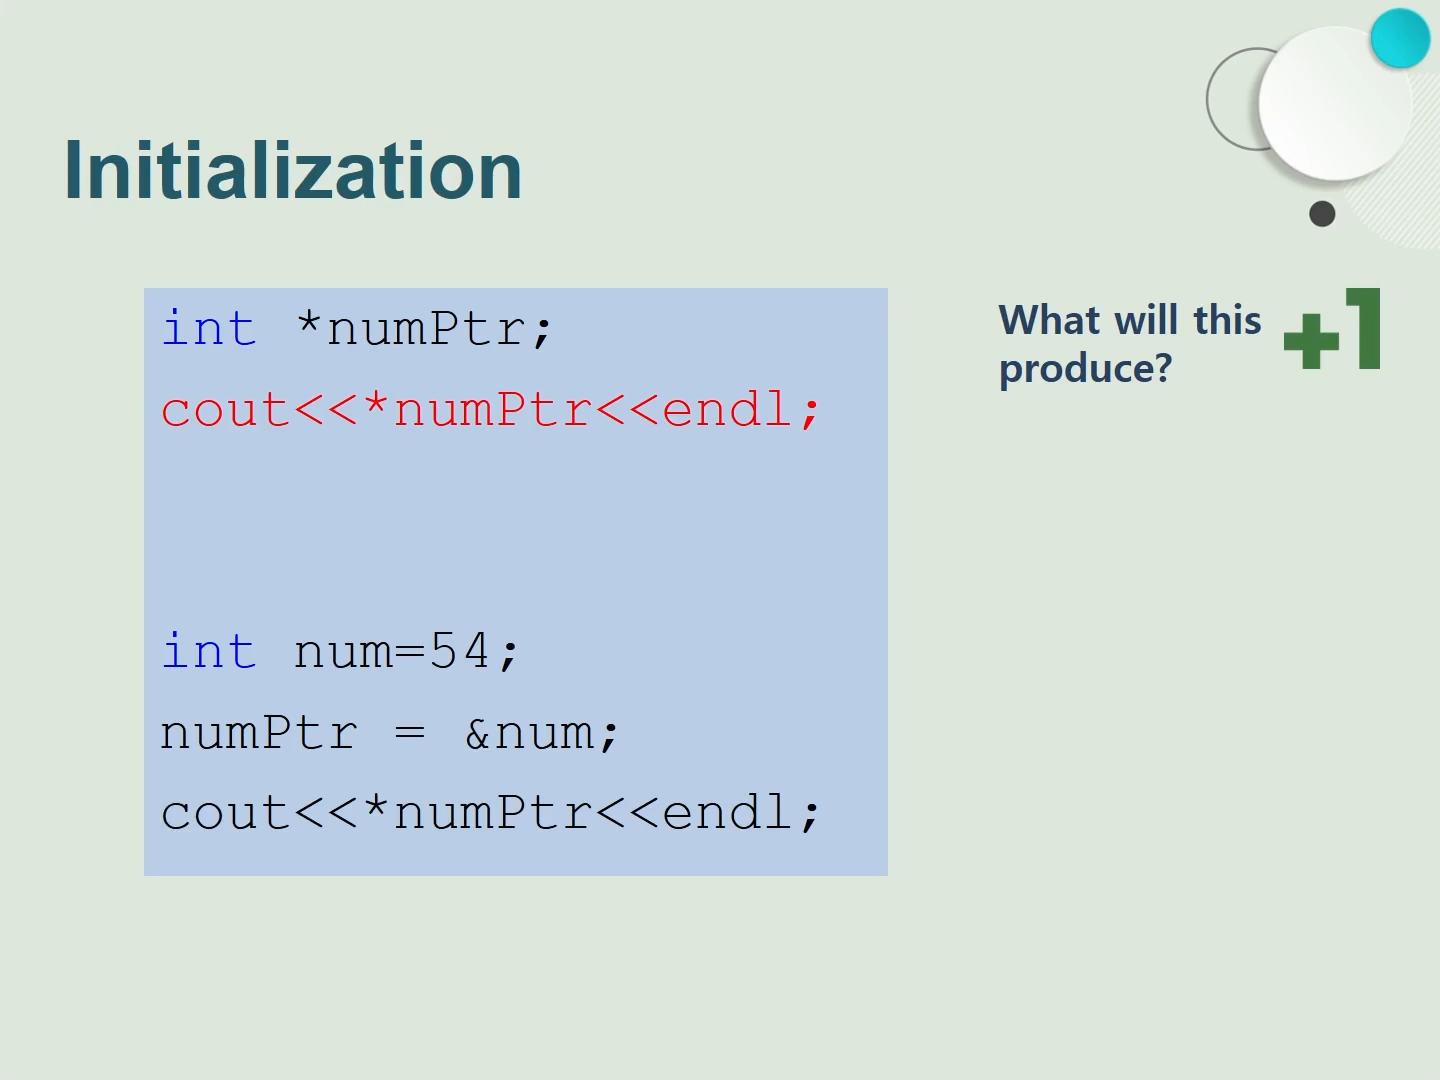 Initialization
int *numPtr;
cout<<*numPtr<<endl;
int num=54;
numPtr = &num;
cout<<*numPtr<<endl;
What will this
produce?
+1